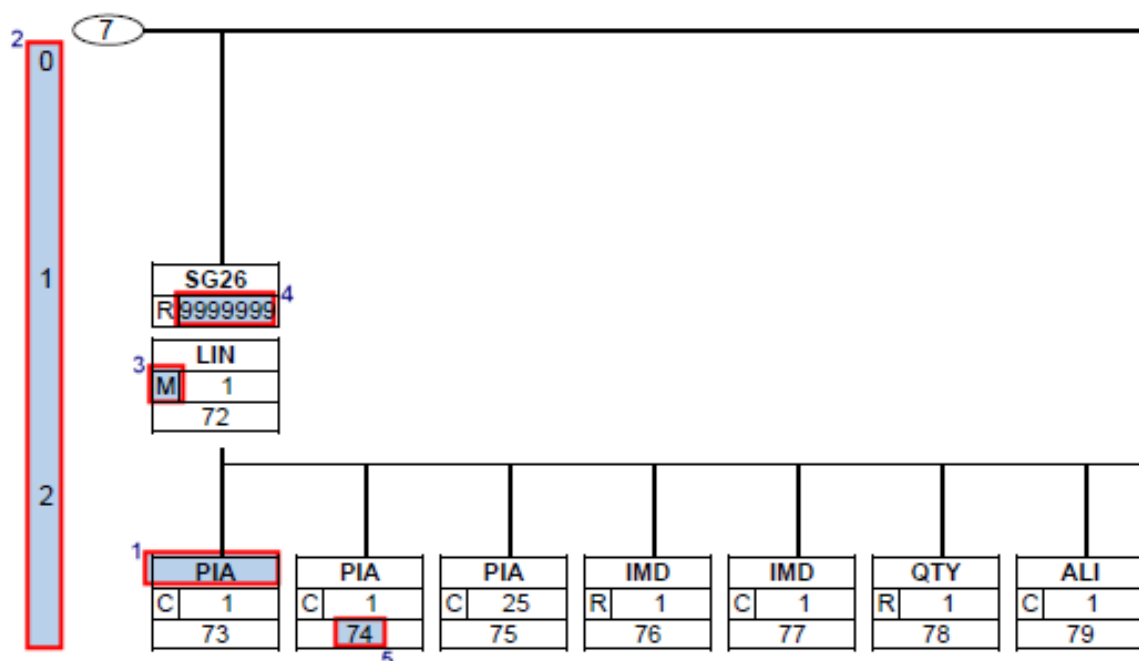 2 7
0
1
SG26
R 9999999 4
LIN
3 M 1
72
2
1 PIA PIA PIA IMD IMD QTY ALI
C 1 C 1 C 25 R 1 C 1 R 1 C 1
73 74 75 76 77 78 79
5